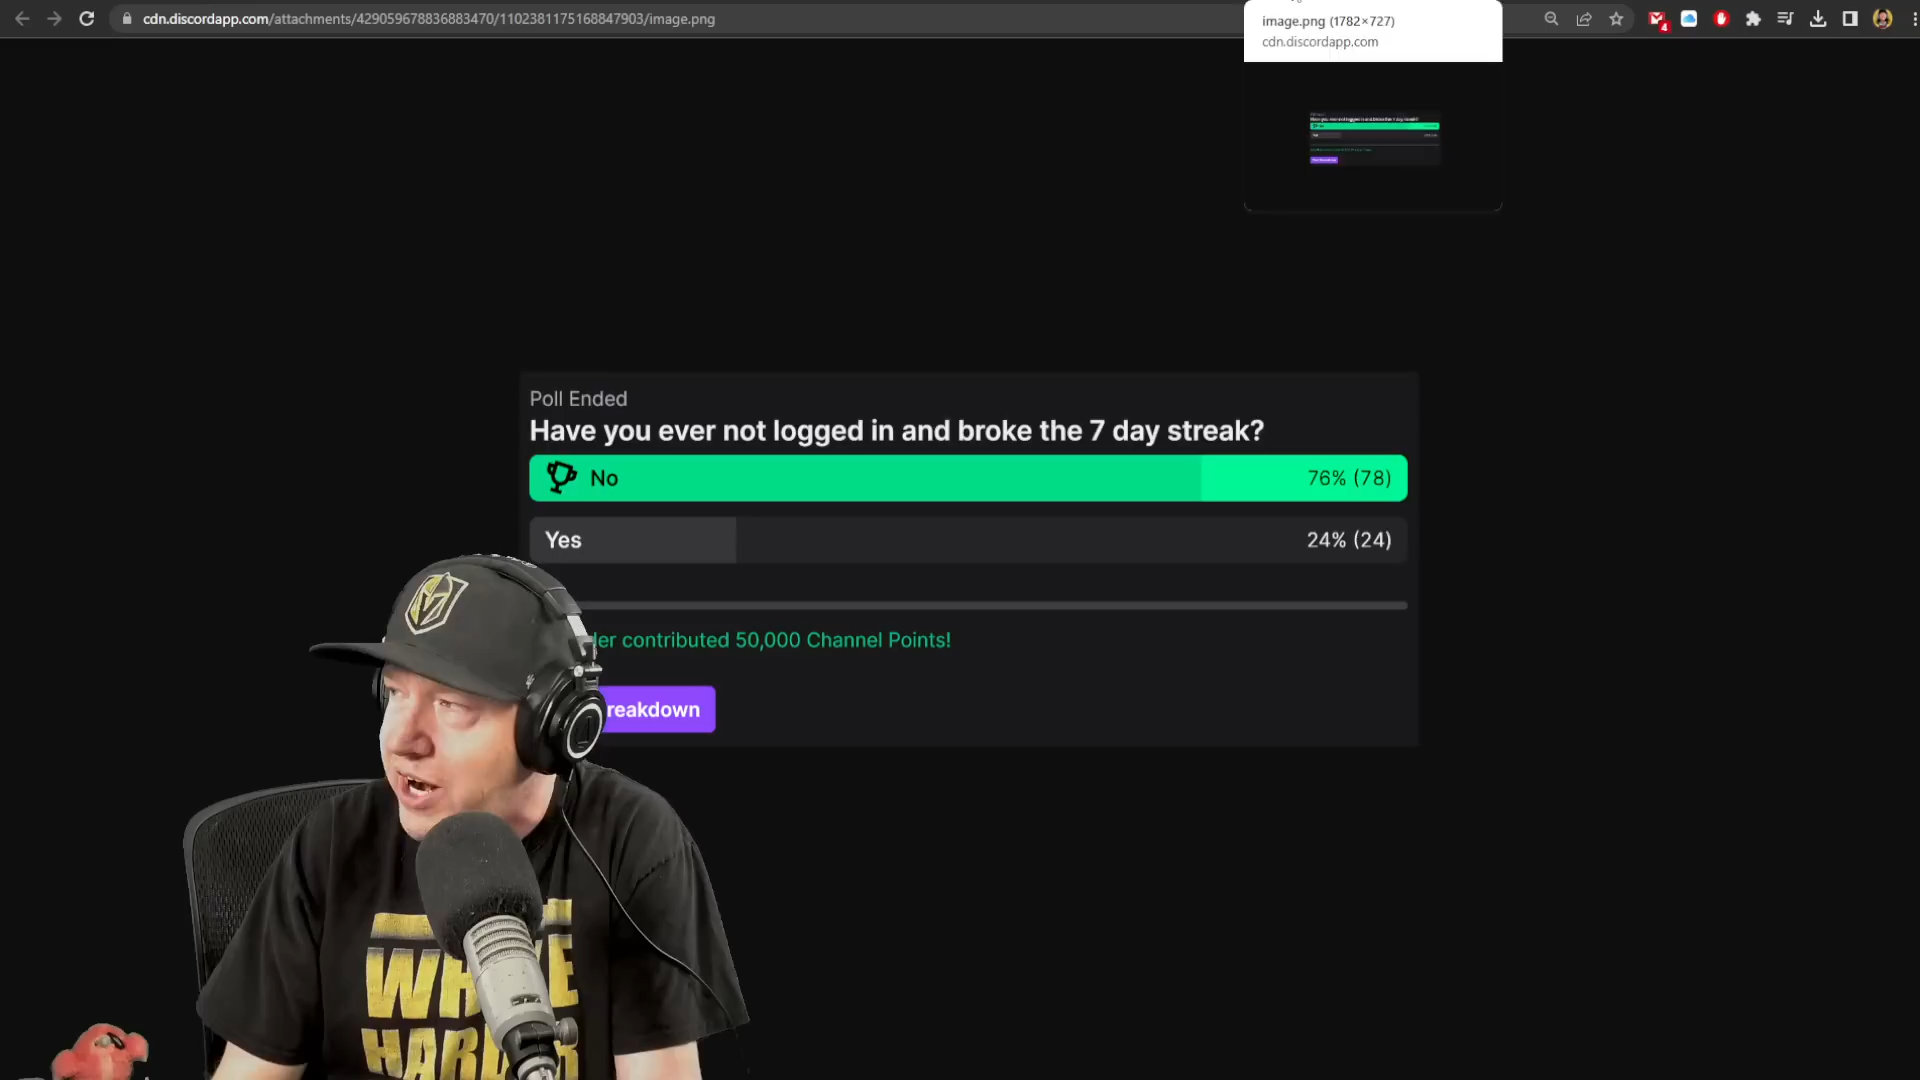 cdn.discordapp.com/attachments/429059678836883470/1102381175168847903/image.png
image.png (1782×727)
cdn.discordapp.com
4
Poll Ended
Have you ever not logged in and broke the 7 day streak?
No 76% (78)
Yes 24% (24)
er contributed 50,000 Channel Points!
reakdown